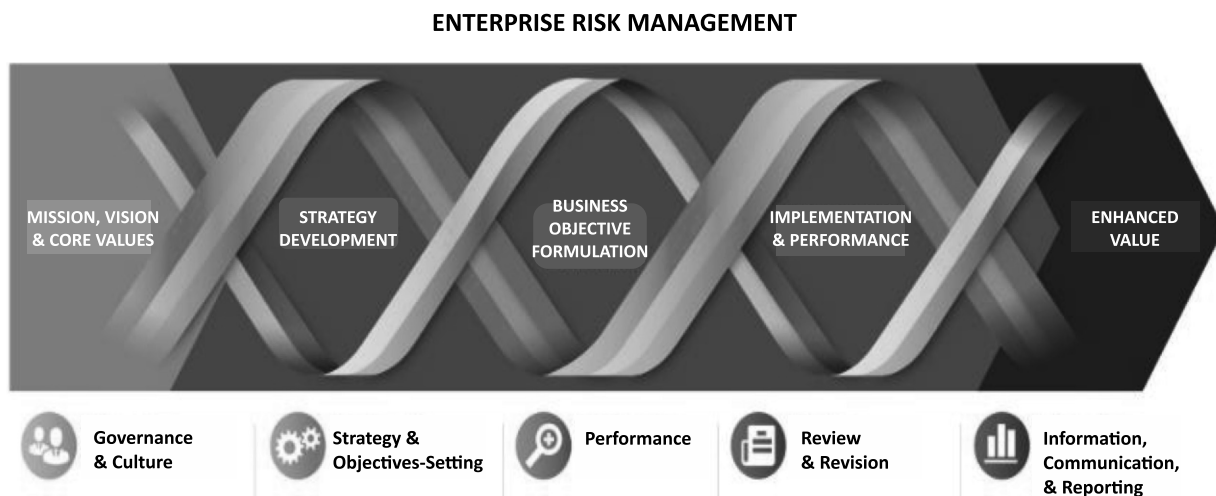 ENTERPRISE RISK MANAGEMENT
MISSION, VISION
& CORE VALUES
STRATEGY
DEVELOPMENT
BUSINESS
OBJECTIVE
FORMULATION
IMPLEMENTATION
& PERFORMANCE
ENHANCED
VALUE
Governance
& Culture
Strategy &
Objectives-Setting
Performance
Review
& Revision
Information,
Communication,
& Reporting